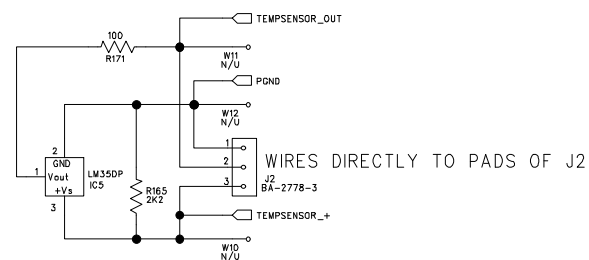 100
R171
TEMPSENSOR_OUT
W11
N/U
PGND
W12
N/U
2
GND
1 Vout
+Vs
3
LM35DP
IC5
R165
2K2
1
2
3
J2
BA-2778-3
WIRES DIRECTLY TO PADS OF J2
TEMPSENSOR_+
W10
N/U